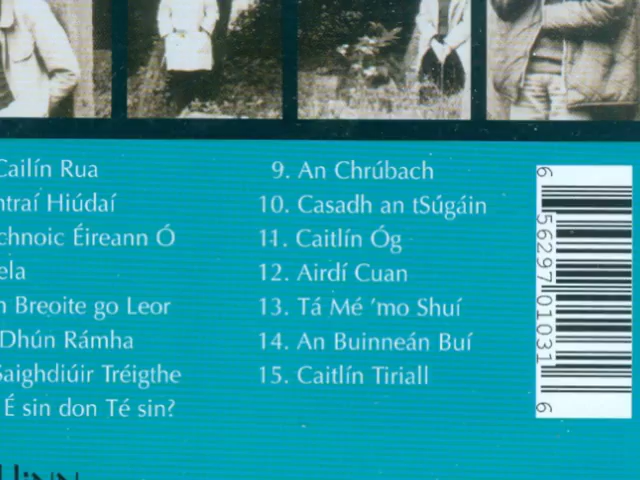 Cailín Rua
ntraí Hiúdaí
chnoic Éireann Ó
ela
n Breoite go Leor
Dhún Rámha
Saighdiúir Tréigthe
É sin don Té sin?
9. An Chrúbach
10. Casadh an tSúgáin
11. Caitlín Óg
12. Airdí Cuan
13. Tá Mé 'mo Shuí
14. An Buinneán Buí
15. Caitlín Tiriall
6 56297 01031 6